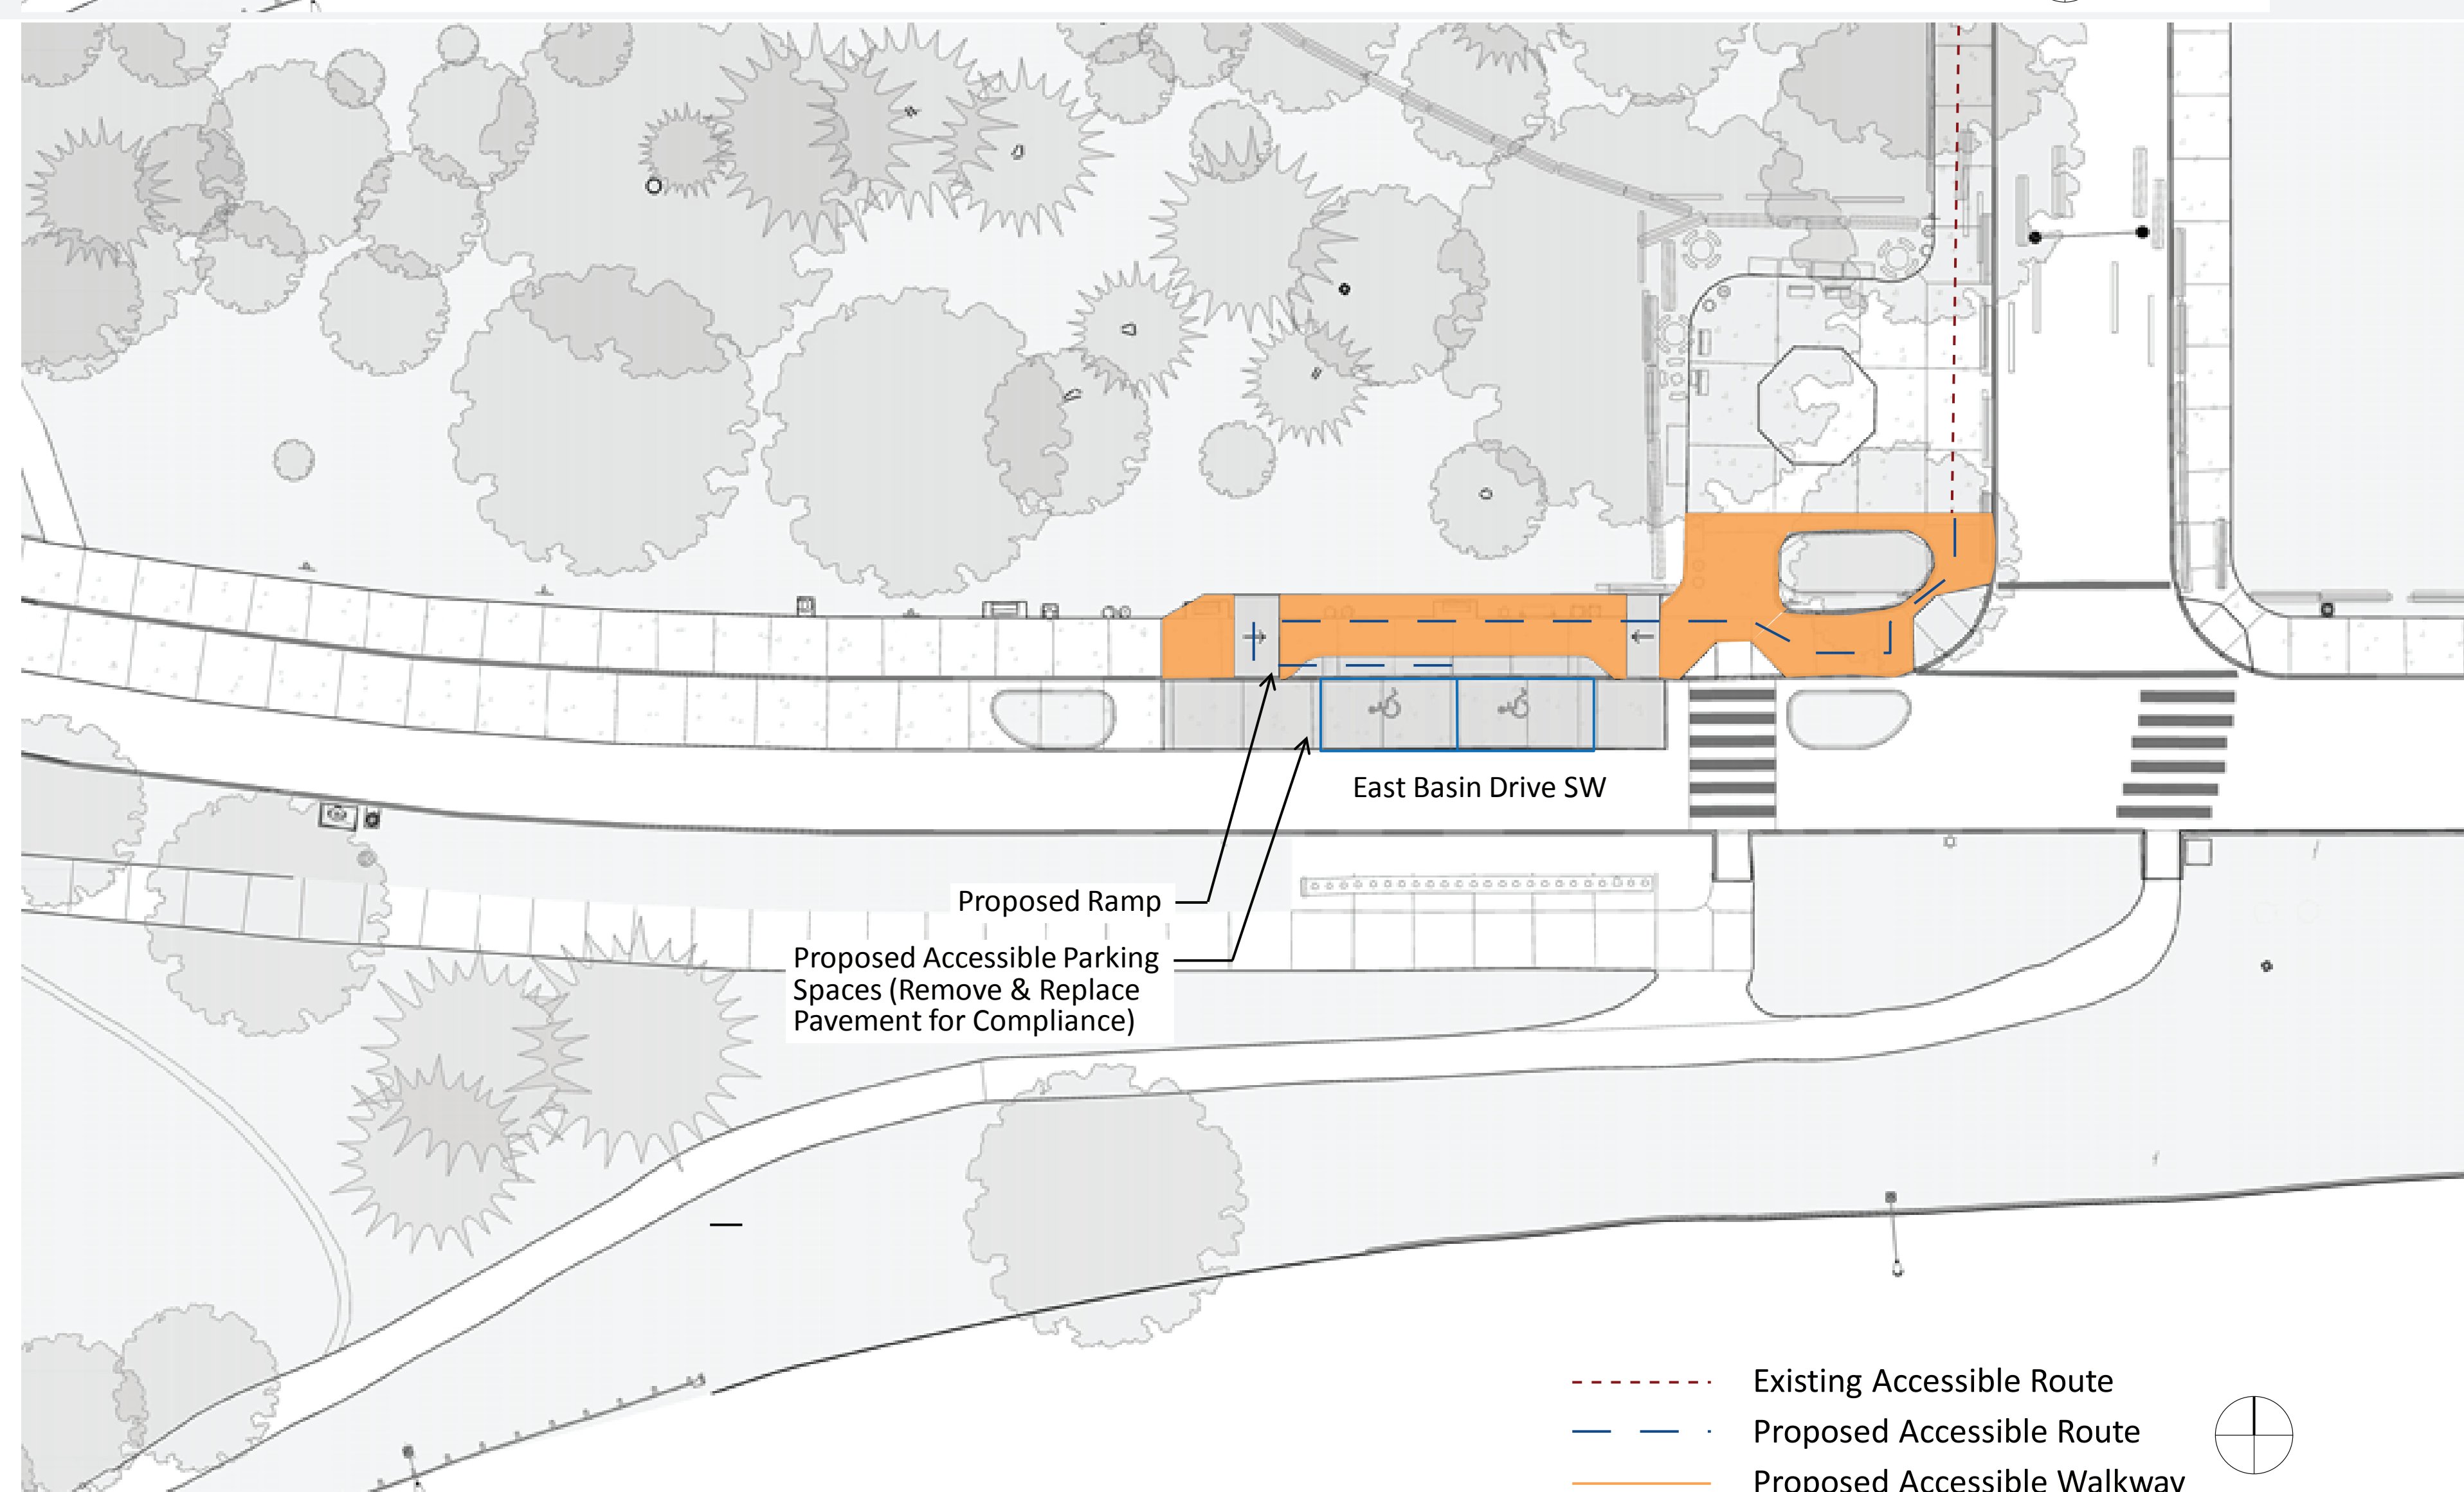 East Basin Drive SW
Proposed Ramp
Proposed Accessible Parking
Spaces (Remove & Replace
Pavement for Compliance)
Existing Accessible Route
Proposed Accessible Route
Proposed Accessible Walkway